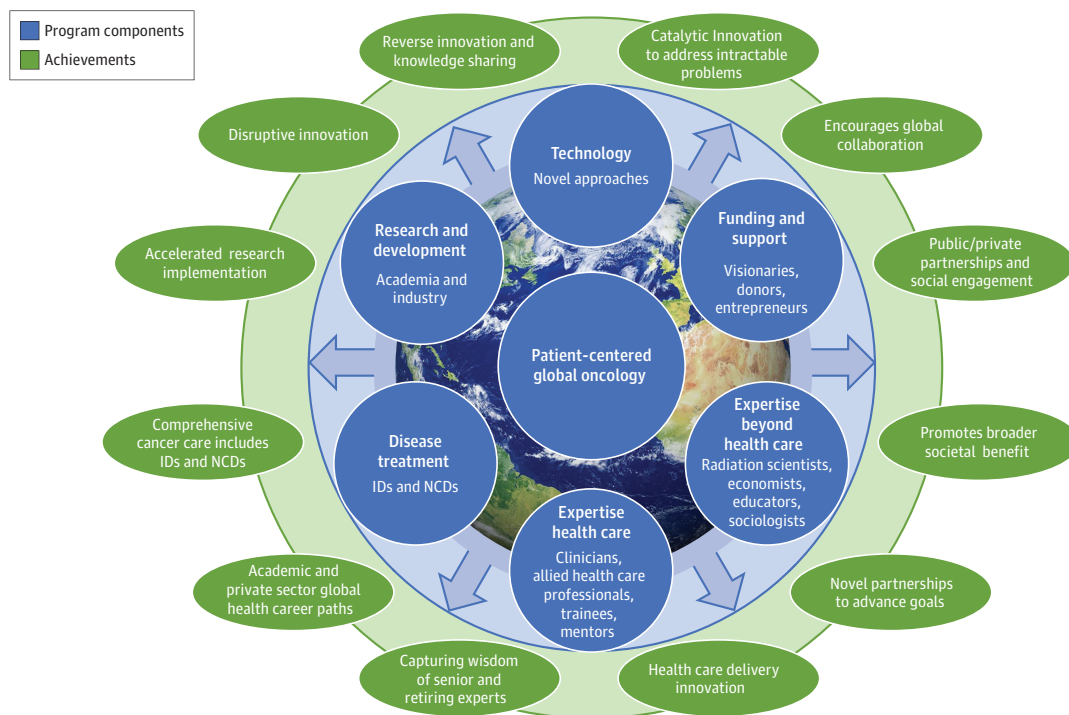 Program components
Achievements
Reverse innovation and
knowledge sharing
Catalytic Innovation
to address intractable
problems
Disruptive innovation
Encourages global
collaboration
Technology
Novel approaches
Research and
development
Academia and
industry
Funding and
support
Visionaries,
donors,
entrepreneurs
Accelerated research
implementation
Public/private
partnerships and
social engagement
Patient-centered
global oncology
Comprehensive
cancer care includes
IDs and NCDs
Disease
treatment
IDs and NCDs
Expertise
beyond
health care
Radiation scientists,
economists,
educators,
sociologists
Promotes broader
societal benefit
Expertise
health care
Clinicians,
allied health care
professionals,
trainees,
mentors
Academic and
private sector global
health career paths
Novel partnerships
to advance goals
Capturing wisdom
of senior and
retiring experts
Health care delivery
innovation